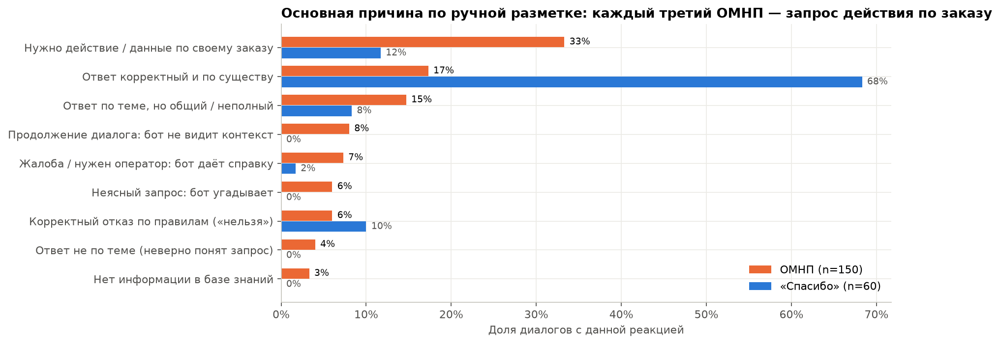 Основная причина по ручной разметке: каждый третий ОМНП — запрос действия по заказу
Нужно действие / данные по своему заказу
33%
12%
Ответ корректный и по существу
17%
68%
Ответ по теме, но общий / неполный
15%
8%
Продолжение диалога: бот не видит контекст
8%
0%
Жалоба / нужен оператор: бот даёт справку
7%
2%
Неясный запрос: бот угадывает
6%
0%
Корректный отказ по правилам («нельзя»)
6%
10%
Ответ не по теме (неверно понят запрос)
4%
0%
Нет информации в базе знаний
3%
0%
ОМНП (n=150)
«Спасибо» (n=60)
0% 10% 20% 30% 40% 50% 60% 70%
Доля диалогов с данной реакцией